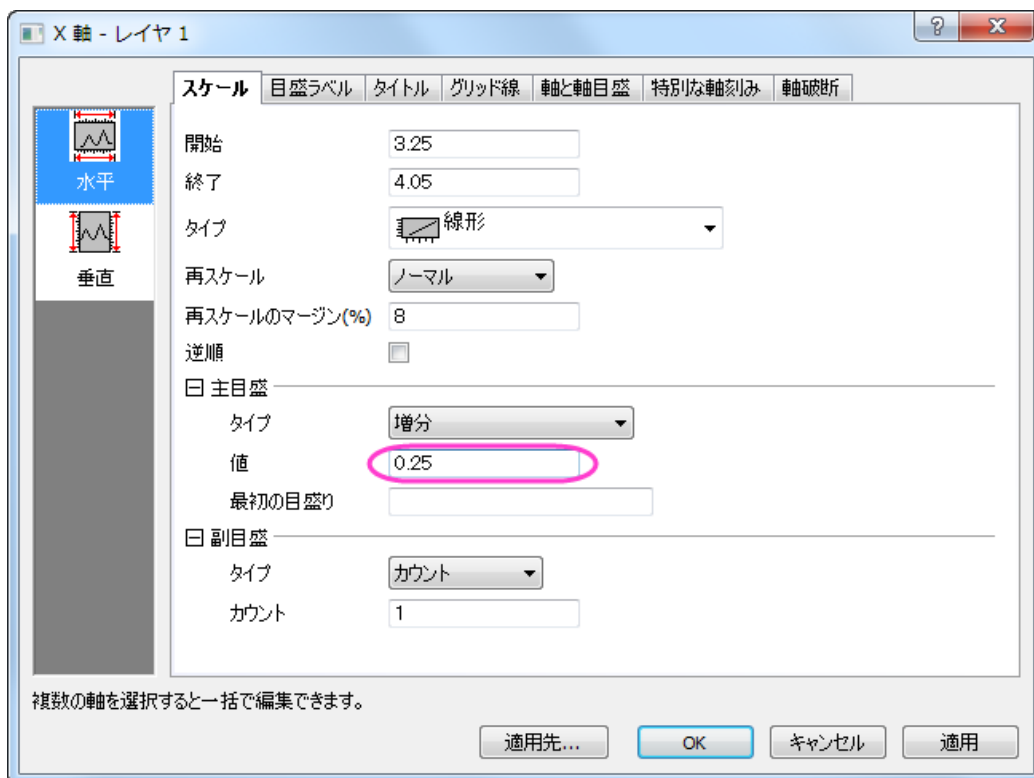 X 軸 - レイヤ 1
?
スケール 目盛ラベル タイトル グリッド線 軸と軸目盛 特別な軸刻み 軸破断
水平
垂直
開始 3.25
終了 4.05
タイプ 線形
再スケール ノーマル
再スケールのマージン(%) 8
逆順
主目盛
タイプ 増分
値 0.25
最初の目盛り
副目盛
タイプ カウント
カウント 1
複数の軸を選択すると一括で編集できます。
適用先... OK キャンセル 適用